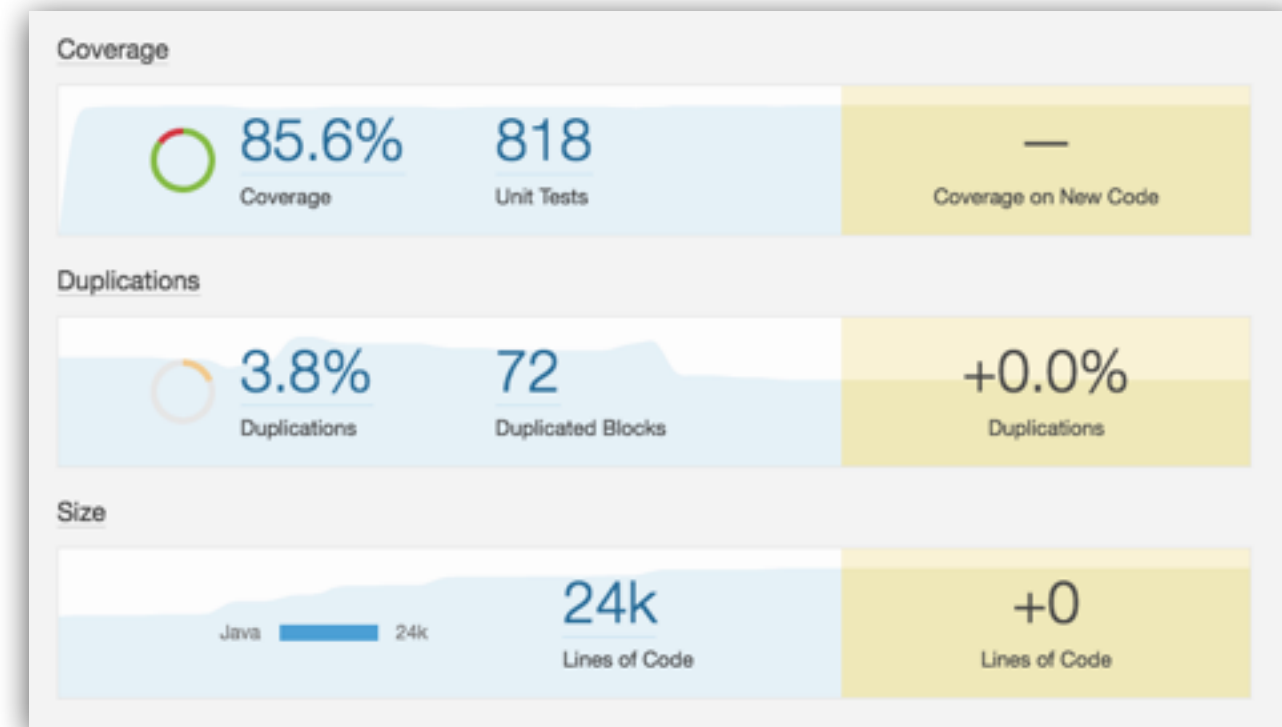 Coverage
85.6% 818 —
Coverage Unit Tests Coverage on New Code
Duplications
3.8% 72 +0.0%
Duplications Duplicated Blocks Duplications
Size
24k +0
Java 24k
Lines of Code Lines of Code